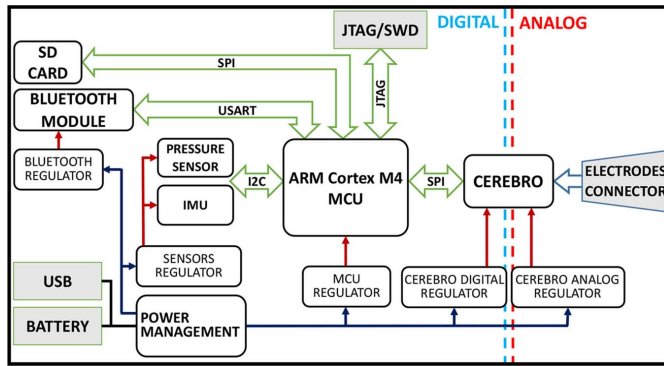 JTAG/SWD
DIGITAL
ANALOG
SD
CARD
SPI
JTAG
BLUETOOTH
MODULE
USART
PRESSURE
SENSOR
BLUETOOTH
REGULATOR
IMU
I2C
ARM Cortex M4
MCU
SPI
CEREBRO
ELECTRODES
CONNECTOR
SENSORS
REGULATOR
USB
MCU
REGULATOR
CEREBRO DIGITAL
REGULATOR
CEREBRO ANALOG
REGULATOR
BATTERY
POWER
MANAGEMENT